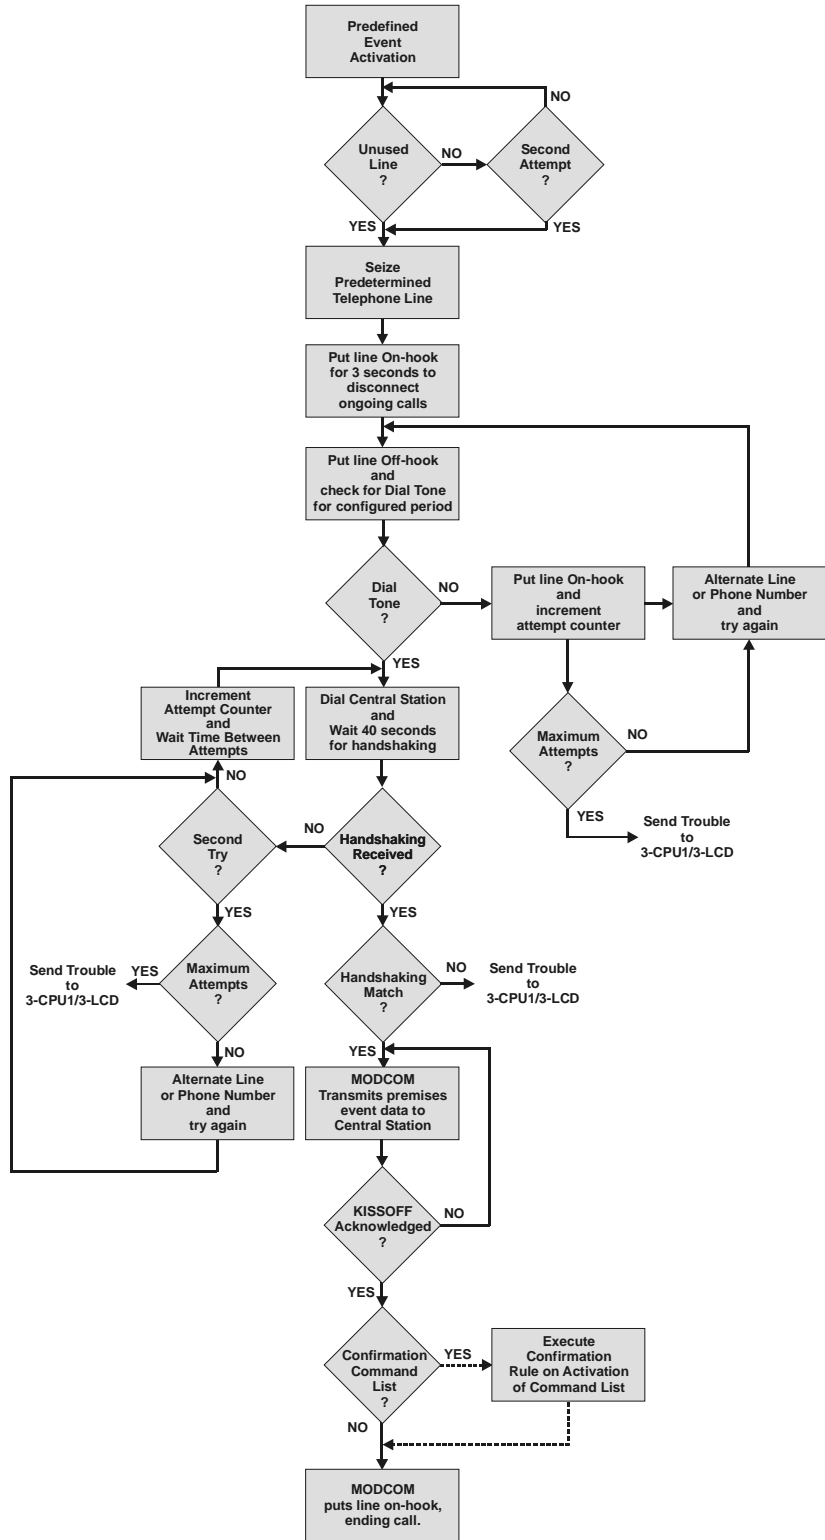 Predefined
Event
Activation
NO
Unused
Line
?
NO
Second
Attempt
?
YES
YES
Seize
Predetermined
Telephone Line
Put line On-hook
for 3 seconds to
disconnect
ongoing calls
Put line Off-hook
and
check for Dial Tone
for configured period
Dial
Tone
?
NO
Put line On-hook
and
increment
attempt counter
Alternate Line
or Phone Number
and
try again
YES
Increment
Attempt Counter
and
Wait Time Between
Attempts
Dial Central Station
and
Wait 40 seconds
for handshaking
Maximum
Attempts
?
NO
YES
Send Trouble
to
3-CPU1/3-LCD
NO
Second
Try
?
NO
Handshaking
Received
?
YES
YES
Send Trouble
to
3-CPU1/3-LCD
YES
Maximum
Attempts
?
Handshaking
Match
?
NO
Send Trouble
to
3-CPU1/3-LCD
NO
YES
Alternate Line
or Phone Number
and
try again
MODCOM
Transmits premises
event data to
Central Station
KISSOFF
Acknowledged
?
NO
YES
Confirmation
Command
List
?
YES
Execute
Confirmation
Rule on Activation
of Command List
NO
MODCOM
puts line on-hook,
ending call.